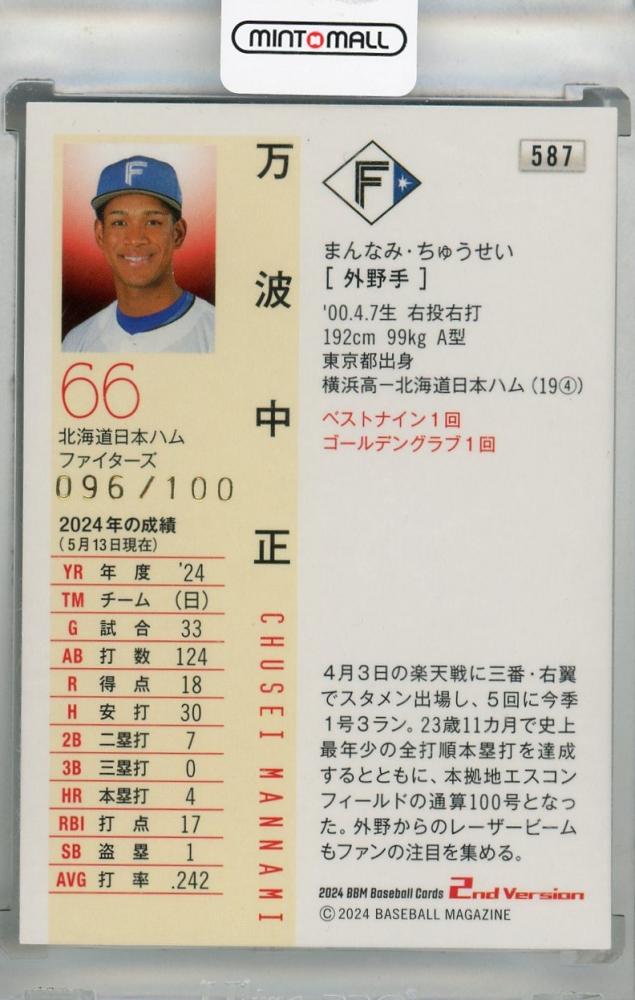 MINT MALL
587
F
F
万波中正
CHUSEI MANNAMI
66
北海道日本ハム
ファイターズ
096/100
2024年の成績
(5月13日現在)
YR 年度 '24
TM チーム (日)
G 試合 33
AB 打数 124
R 得点 18
H 安打 30
2B 二塁打 7
3B 三塁打 0
HR 本塁打 4
RBI 打点 17
SB 盗塁 1
AVG 打率 .242
まんなみ・ちゅうせい
[外野手]
'00.4.7生 右投右打
192cm 99kg A型
東京都出身
横浜高－北海道日本ハム(19④)
ベストナイン1回
ゴールデングラブ1回
4月3日の楽天戦に三番・右翼
でスタメン出場し、5回に今季
1号3ラン。23歳11カ月で史上
最年少の全打順本塁打を達成
するとともに、本拠地エスコン
フィールドの通算100号となっ
た。外野からのレーザービーム
もファンの注目を集める。
2024 BBM Baseball Cards 2nd Version
©2024 BASEBALL MAGAZINE